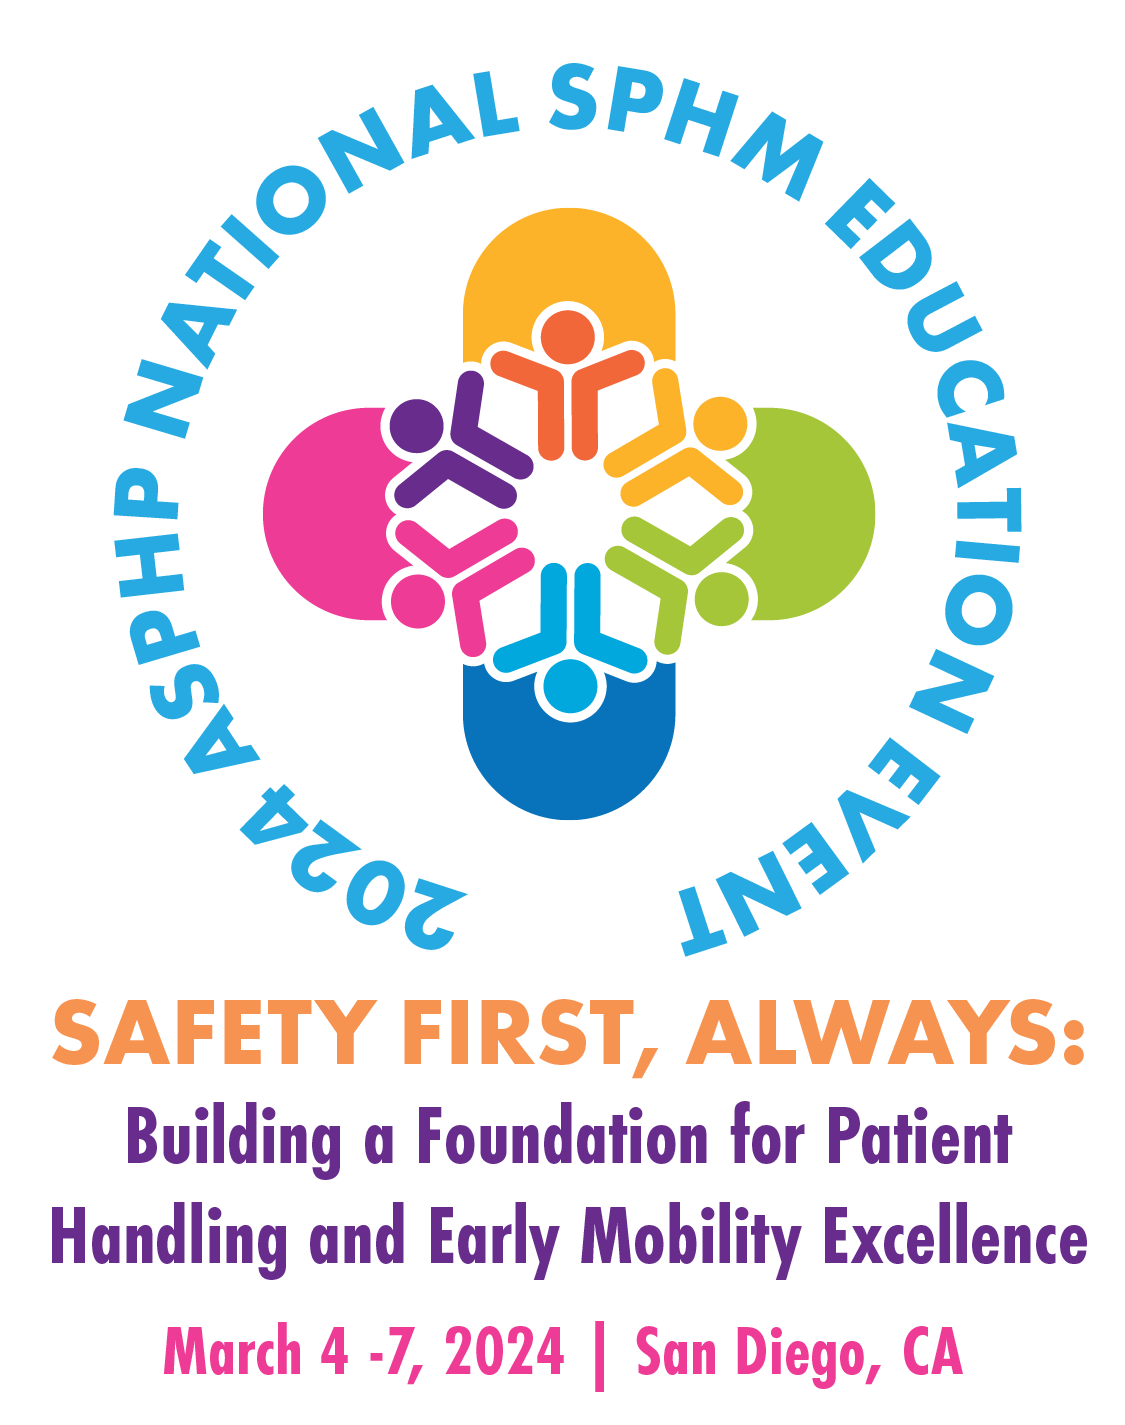 2024 ASPHP NATIONAL SPHM EDUCATION EVENT
SAFETY FIRST, ALWAYS:
Building a Foundation for Patient
Handling and Early Mobility Excellence
March 4 -7, 2024 | San Diego, CA